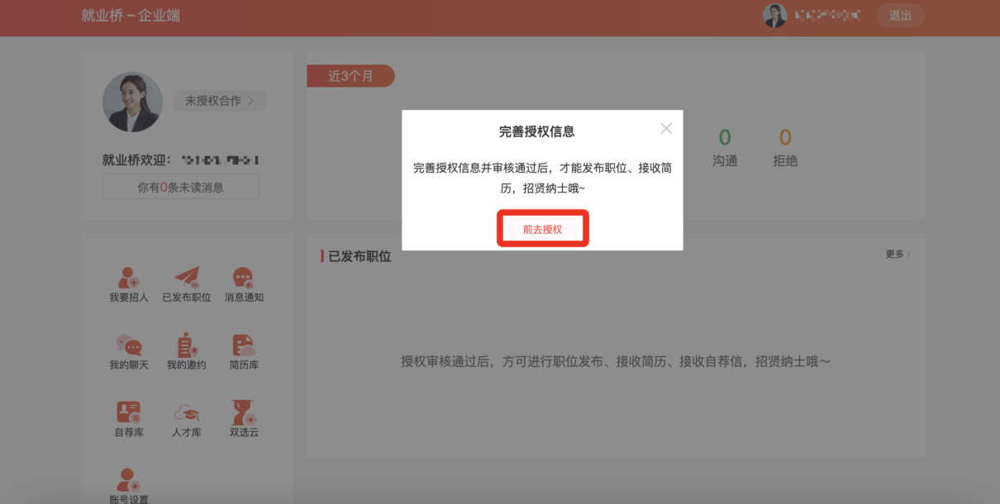 就业桥－企业端
退出
未授权合作
就业桥欢迎：
你有0条未读消息
近3个月
0
沟通
0
拒绝
完善授权信息
完善授权信息并审核通过后，才能发布职位、接收简
历，招贤纳士哦~
前去授权
已发布职位
更多
授权审核通过后，方可进行职位发布、接收简历、接收自荐信，招贤纳士哦～
我要招人
已发布职位
消息通知
我的聊天
我的邀约
简历库
自荐库
人才库
双选云
账号设置